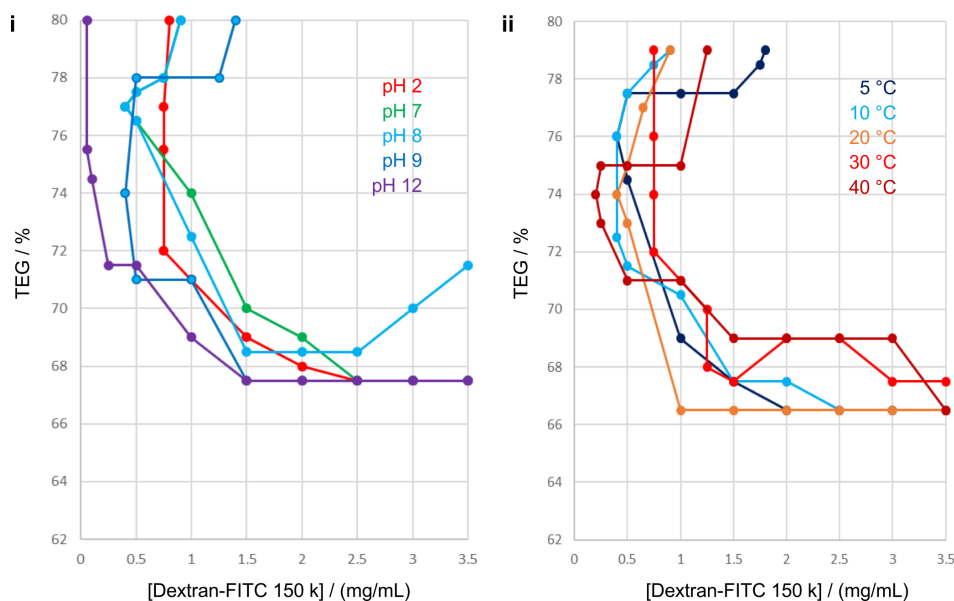 i
80
78
76
74
72
70
68
66
64
62
TEG / %
0 0.5 1 1.5 2 2.5 3 3.5
[Dextran-FITC 150 k] / (mg/mL)
pH 2
pH 7
pH 8
pH 9
pH 12
ii
80
78
76
74
72
70
68
66
64
62
TEG / %
0 0.5 1 1.5 2 2.5 3 3.5
[Dextran-FITC 150 k] / (mg/mL)
5 °C
10 °C
20 °C
30 °C
40 °C